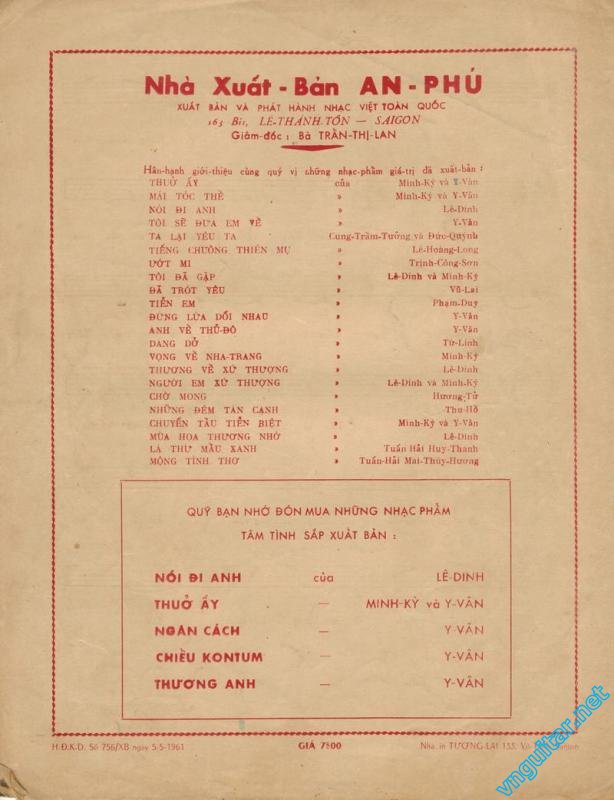 Nhà Xuất - Bản AN - PHÚ
XUẤT BẢN VÀ PHÁT HÀNH NHẠC VIỆT TOÀN QUỐC
163 Bis, LÊ-THÁNH-TÔN — SAIGON
Giám-đốc : Bà TRẦN-THỊ-LAN
Hân-hạnh giới-thiệu cùng quý vị những nhạc-phẩm giá-trị đã xuất-bản :
THUỞ ẤY của Minh-Kỳ và Y-Vân
MÁI TÓC THỀ » Minh-Kỳ và Y-Vân
NÓI ĐI ANH » Lê-Dinh
TÔI SẼ ĐƯA EM VỀ » Y-Vân
TA LẠI YÊU TA Cung-Trầm-Tưởng và Đức-Quỳnh
TIẾNG CHUÔNG THIÊN MỤ » Lê-Hoàng-Long
ƯỚT MI » Trịnh-Công-Sơn
TÔI ĐÃ GẶP » Lê-Dinh và Minh-Kỳ
ĐÃ TRÓT YÊU » Vũ-Lai
TIỄN EM » Phạm-Duy
ĐỪNG LỪA DỐI NHAU » Y-Vân
ANH VỀ THỦ-ĐÔ » Y-Vân
DANG DỞ » Từ-Linh
VỌNG VỀ NHA-TRANG » Minh-Kỳ
THƯƠNG VỀ XỨ THƯỢNG » Lê-Dinh
NGƯỜI EM XỨ THƯỢNG » Lê-Dinh và Minh-Kỳ
CHỜ MONG » Hương-Tử
NHỮNG ĐÊM TÀN CẠNH » Thu-Hồ
CHUYẾN TẦU TIỄN BIỆT » Minh-Kỳ và Y-Vân
MÙA HOA THƯƠNG NHỚ » Lê-Dinh
LÁ THƯ MẦU XANH » Tuấn Hải Huy-Thanh
MỘNG TÌNH THƠ » Tuấn-Hải Mai-Thúy-Hương
QUÝ BẠN NHỚ ĐÓN MUA NHỮNG NHẠC PHẨM
TÂM TÌNH SẮP XUẤT BẢN :
NÓI ĐI ANH của LÊ-DINH
THUỞ ẤY — MINH-KỲ và Y-VÂN
NGĂN CÁCH — Y-VÂN
CHIỀU KONTUM — Y-VÂN
THƯƠNG ANH — Y-VÂN
H.Đ.K.D. Số 756/XB ngày 5-5-1961 GIÁ 7$00 Nhà in TƯƠNG-LAI 133, Võ
vnguitar.net